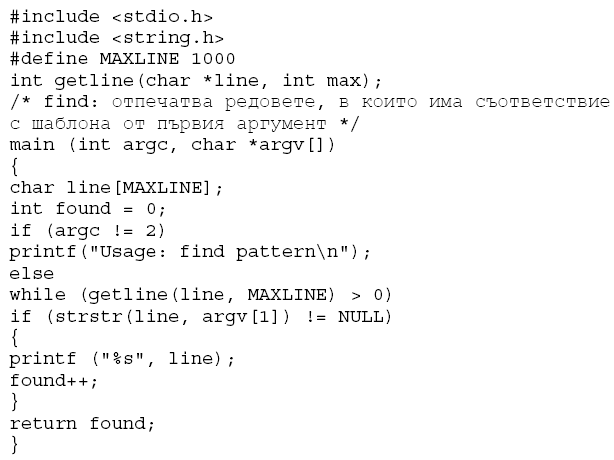 #include <stdio.h>
#include <string.h>
#define MAXLINE 1000
int getline(char *line, int max);
/* find: отпечатва редовете, в които има съответствие
с шаблона от първия аргумент */
main (int argc, char *argv[])
{
char line[MAXLINE];
int found = 0;
if (argc != 2)
printf("Usage: find pattern\n");
else
while (getline(line, MAXLINE) > 0)
if (strstr(line, argv[1]) != NULL)
{
printf ("%s", line);
found++;
}
return found;
}